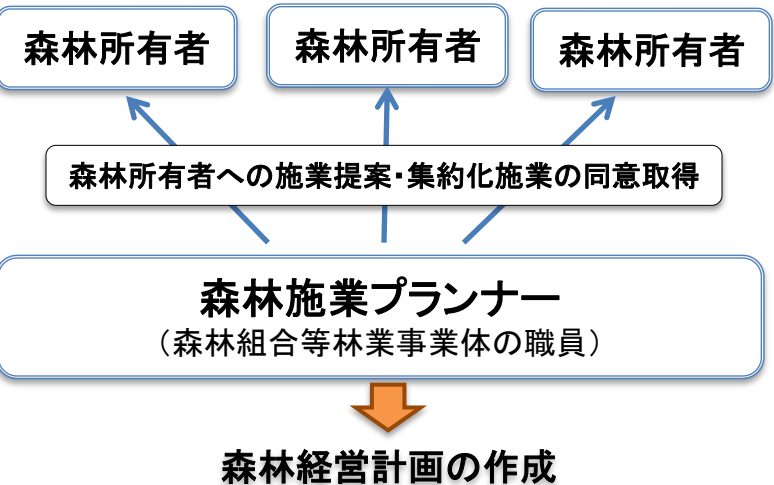 森林所有者
森林所有者
森林所有者
森林所有者への施業提案・集約化施業の同意取得
森林施業プランナー
（森林組合等林業事業体の職員）
森林経営計画の作成